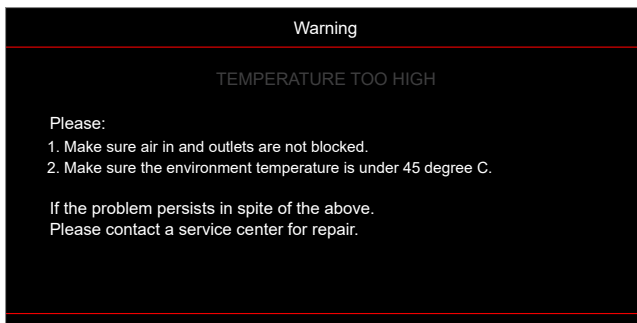 Warning
TEMPERATURE TOO HIGH
Please:
1. Make sure air in and outlets are not blocked.
2. Make sure the environment temperature is under 45 degree C.
If the problem persists in spite of the above.
Please contact a service center for repair.